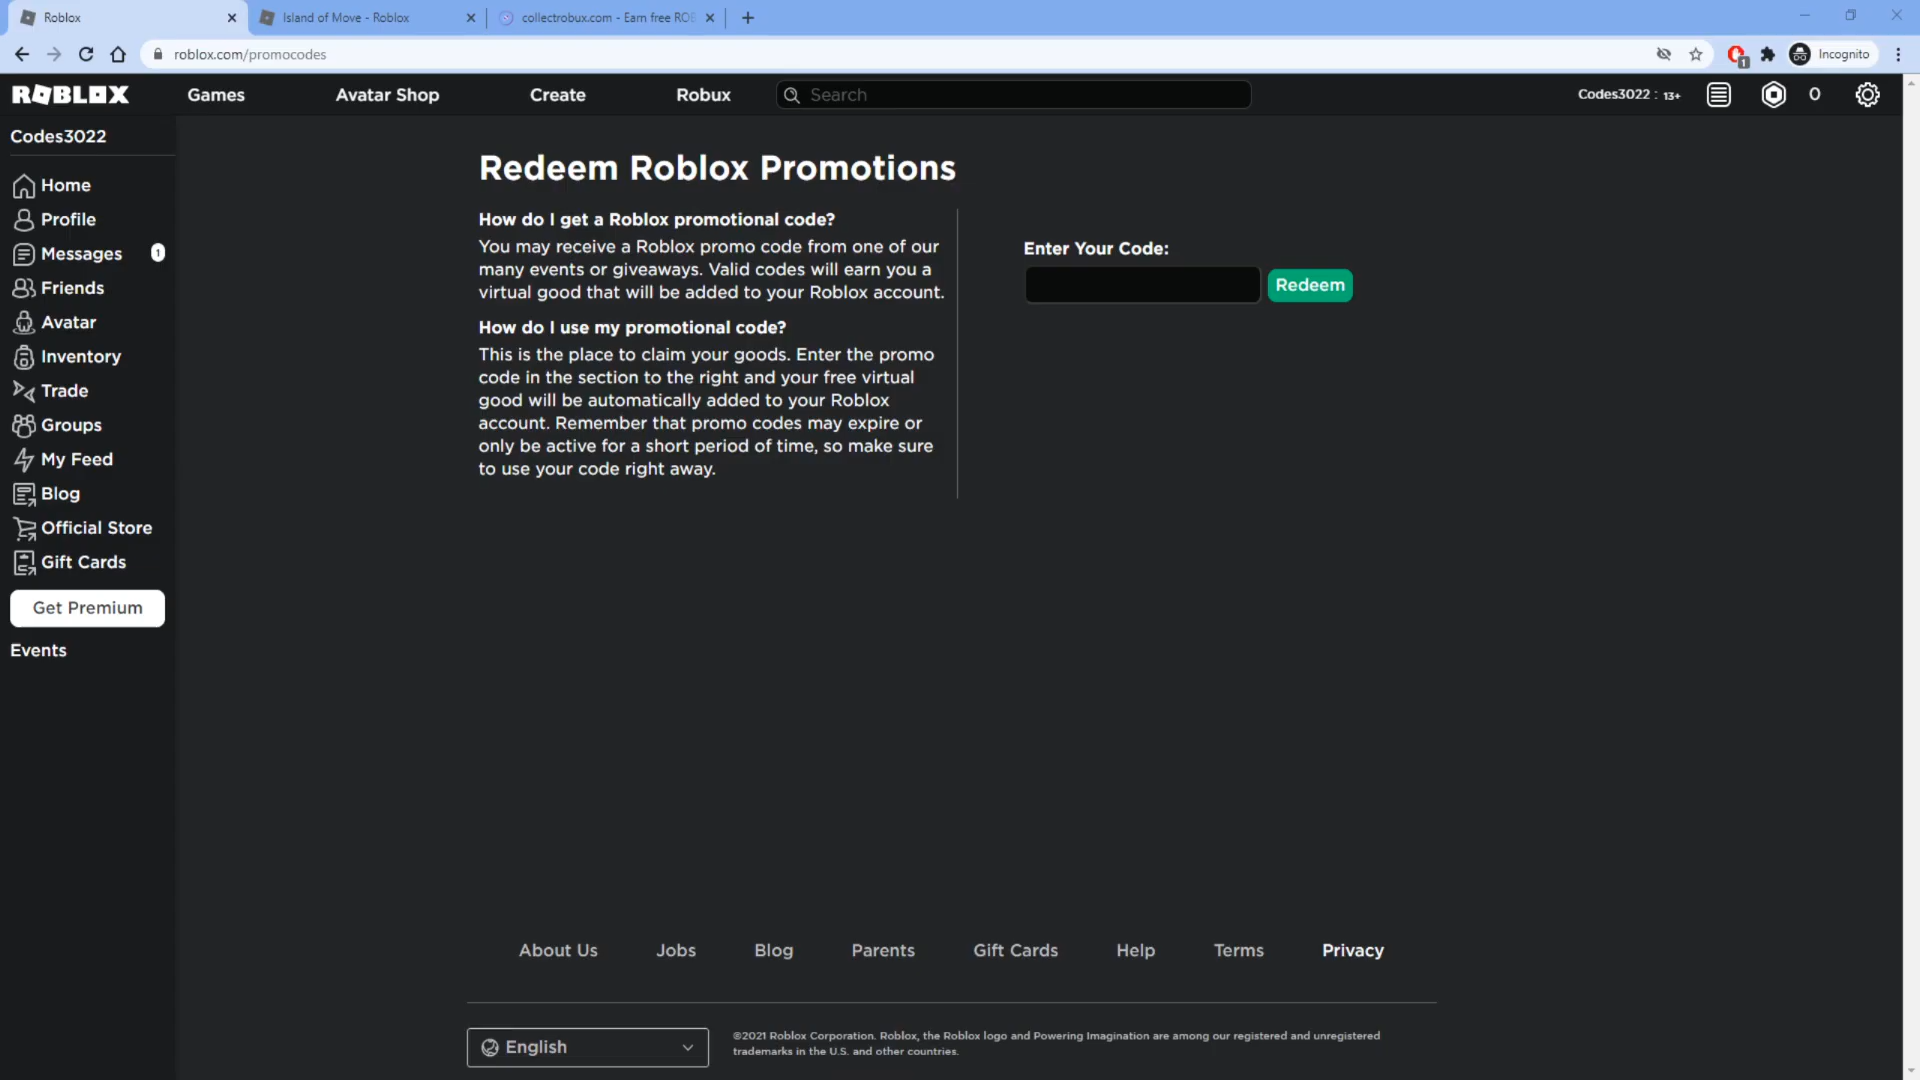 Roblox
Island of Move - Roblox
collectrobux.com - Earn free ROB
roblox.com/promocodes
1
Incognito
ROBLOX
Games
Avatar Shop
Create
Robux
Search
Codes3022 : 13+
0
Codes3022
Home
Profile
Messages
1
Friends
Avatar
Inventory
Trade
Groups
My Feed
Blog
Official Store
Gift Cards
Get Premium
Events
Redeem Roblox Promotions
How do I get a Roblox promotional code?
You may receive a Roblox promo code from one of our
many events or giveaways. Valid codes will earn you a
virtual good that will be added to your Roblox account.
How do I use my promotional code?
This is the place to claim your goods. Enter the promo
code in the section to the right and your free virtual
good will be automatically added to your Roblox
account. Remember that promo codes may expire or
only be active for a short period of time, so make sure
to use your code right away.
Enter Your Code:
Redeem
About Us
Jobs
Blog
Parents
Gift Cards
Help
Terms
Privacy
English
©2021 Roblox Corporation. Roblox, the Roblox logo and Powering Imagination are among our registered and unregistered
trademarks in the U.S. and other countries.